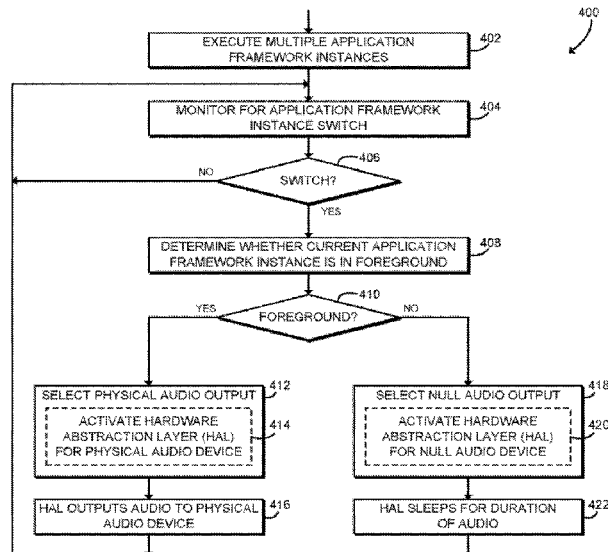 400
EXECUTE MULTIPLE APPLICATION
FRAMEWORK INSTANCES
402
MONITOR FOR APPLICATION FRAMEWORK
INSTANCE SWITCH
404
406
NO
SWITCH?
YES
DETERMINE WHETHER CURRENT APPLICATION
FRAMEWORK INSTANCE IS IN FOREGROUND
408
410
YES
FOREGROUND?
NO
SELECT PHYSICAL AUDIO OUTPUT
412
ACTIVATE HARDWARE
ABSTRACTION LAYER (HAL)
FOR PHYSICAL AUDIO DEVICE
414
HAL OUTPUTS AUDIO TO PHYSICAL
AUDIO DEVICE
416
SELECT NULL AUDIO OUTPUT
418
ACTIVATE HARDWARE
ABSTRACTION LAYER (HAL)
FOR NULL AUDIO DEVICE
420
HAL SLEEPS FOR DURATION
OF AUDIO
422